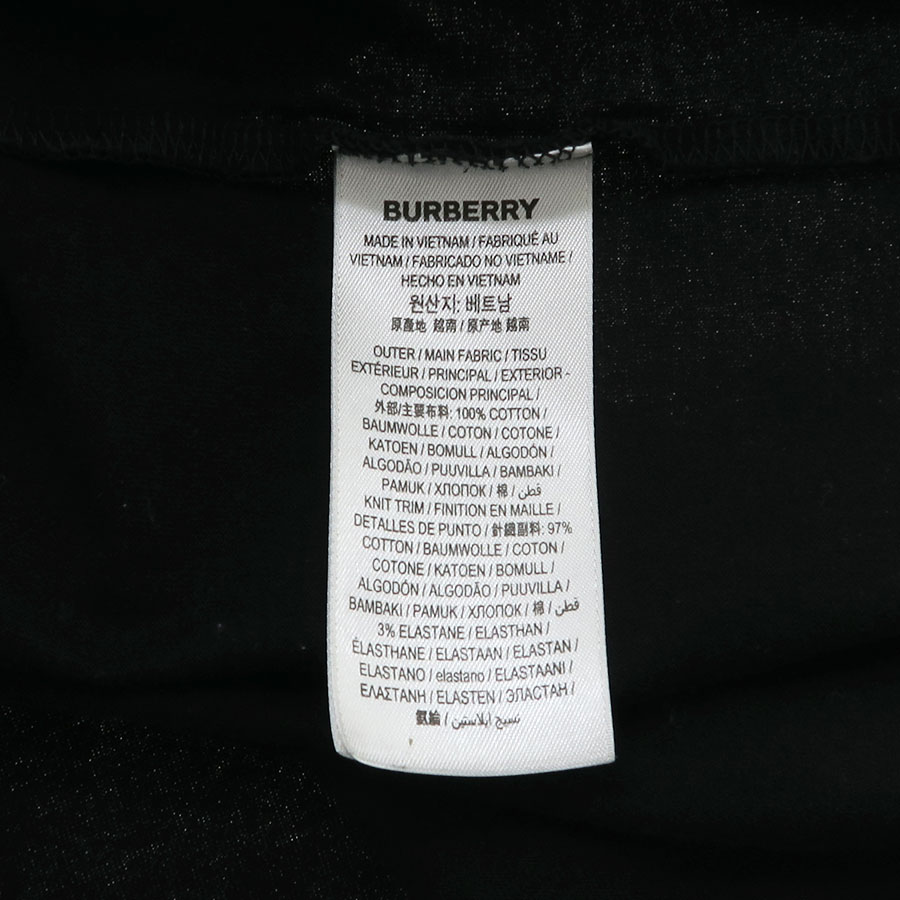 BURBERRY
MADE IN VIETNAM / FABRIQUÉ AU
VIETNAM / FABRICADO NO VIETNAME /
HECHO EN VIETNAM
원산지: 베트남
原產地 越南 / 原产地 越南
OUTER / MAIN FABRIC / TISSU
EXTÉRIEUR / PRINCIPAL / EXTERIOR -
COMPOSICION PRINCIPAL /
外部/主要布料: 100% COTTON /
BAUMWOLLE / COTON / COTONE /
KATOEN / BOMULL / ALGODÓN /
ALGODÃO / PUUVILLA / BAMBAKI /
PAMUK / ХЛОПОК / 棉 / قطن /
KNIT TRIM / FINITION EN MAILLE /
DETALLES DE PUNTO / 針織副料: 97%
COTTON / BAUMWOLLE / COTON /
COTONE / KATOEN / BOMULL /
ALGODÓN / ALGODÃO / PUUVILLA /
BAMBAKI / PAMUK / ХЛОПОК / 棉 / قطن /
3% ELASTANE / ELASTHAN /
ÉLASTHANE / ELASTAAN / ELASTAN /
ELASTANO / elastano / ELASTAANI /
ΕΛΑΣΤΑΝΗ / ELASTEN / ЭЛАСТАН /
氨綸 / نسيج ايلاستين /